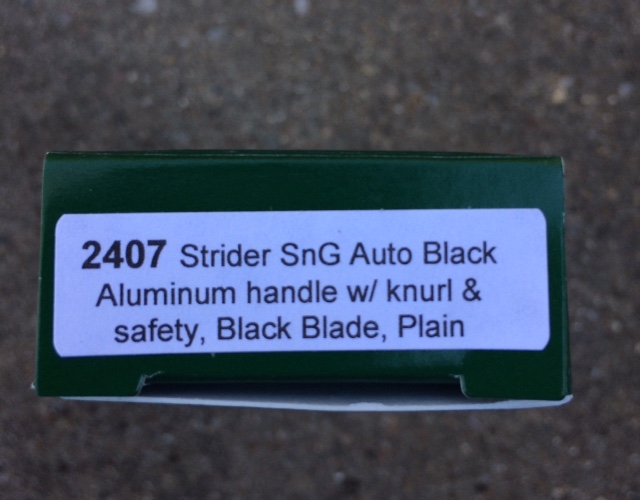 2407 Strider SnG Auto Black
Aluminum handle w/ knurl &
safety, Black Blade, Plain